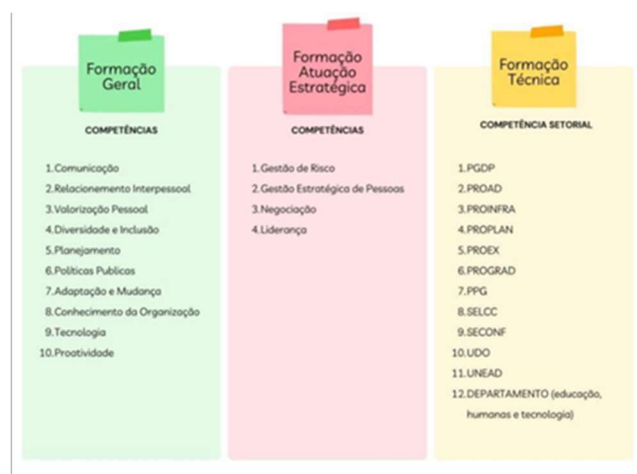 Formação
Geral
COMPETÊNCIAS
1.Comunicação
2.Relacionemento Interpessoal
3.Valorização Pessoal
4.Diversidade e Inclusão
5.Planejamento
6.Políticas Publicas
7.Adaptação e Mudança
8.Conhecimento da Organização
9.Tecnologia
10.Proatividade
Formação
Atuação
Estratégica
COMPETÊNCIAS
1.Gestão de Risco
2.Gestão Estratégica de Pessoas
3.Negociação
4.Liderança
Formação
Técnica
COMPETÊNCIA SETORIAL
1.PGDP
2.PROAD
3.PROINFRA
4.PROPLAN
5.PROEX
6.PROGRAD
7.PPG
8.SELCC
9.SECONF
10.UDO
11.UNEAD
12.DEPARTAMENTO (educação,
humanas e tecnologia)